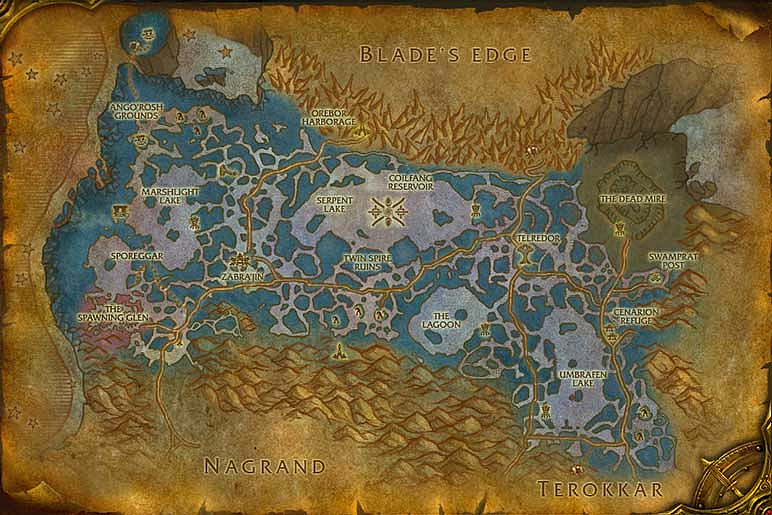 BLADE'S EDGE
ANGO'ROSH
GROUNDS
OREBOR
HARBORAGE
COILFANG
RESERVOIR
MARSHLIGHT
LAKE
SERPENT
LAKE
THE DEAD MIRE
TELREDOR
SPOREGGAR
TWIN SPIRE
RUINS
SWAMPRAT
POST
ZABRA'JIN
THE
SPAWNING GLEN
THE
LAGOON
CENARION
REFUGE
UMBRAFEN
LAKE
NAGRAND
TEROKKAR